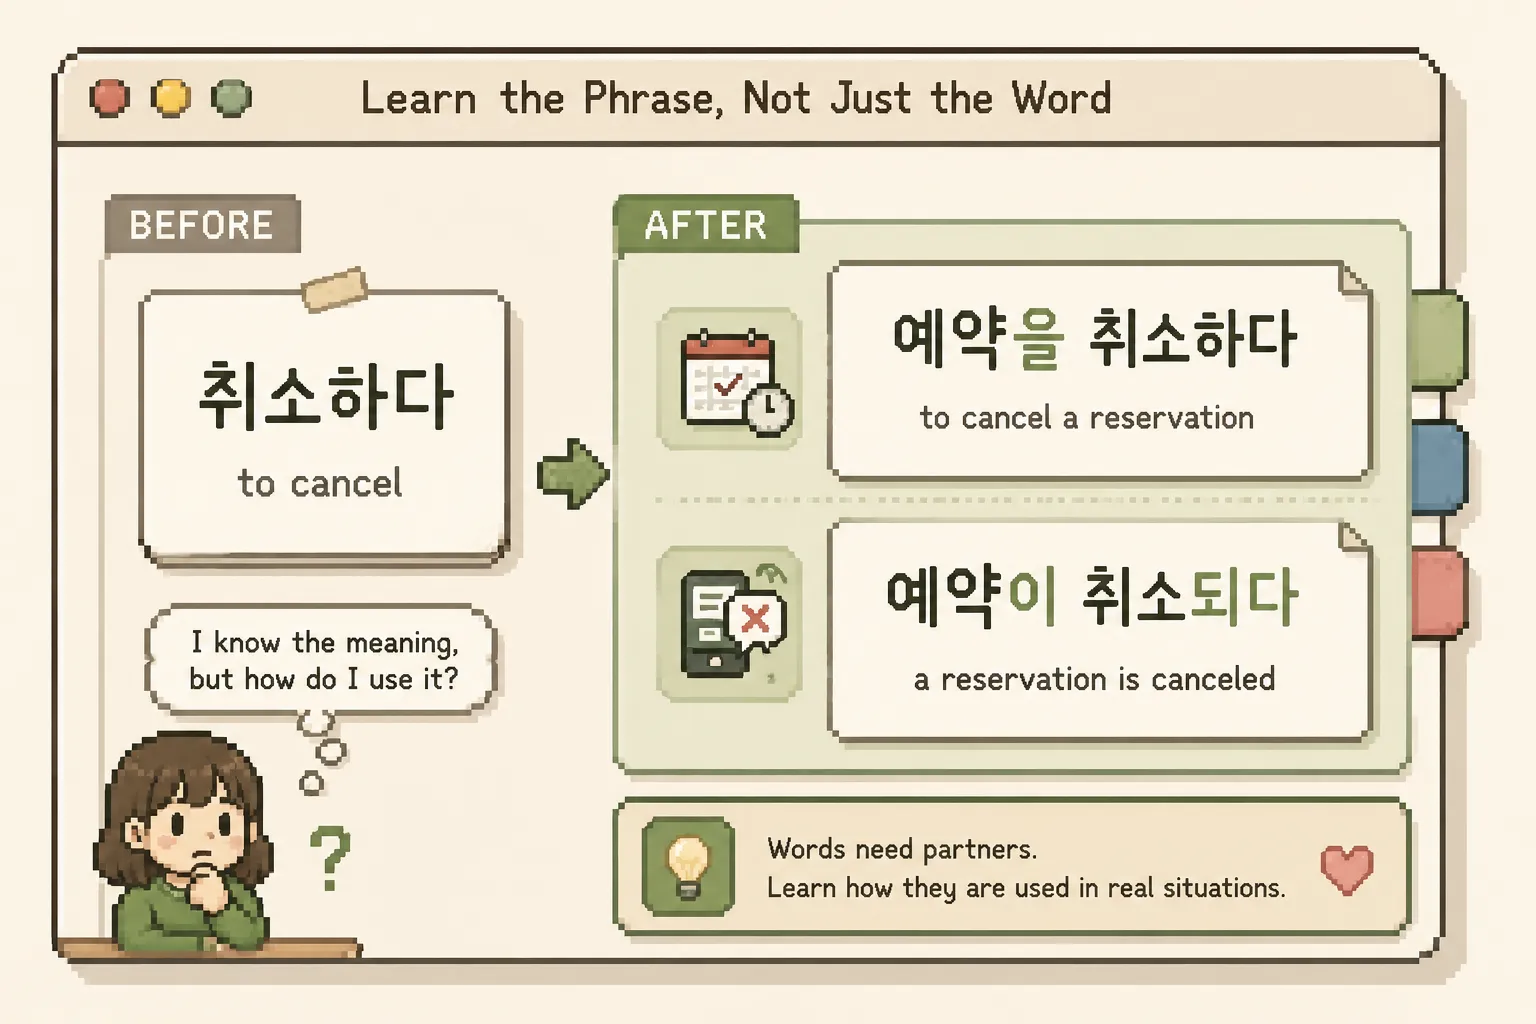 Learn the Phrase, Not Just the Word
BEFORE
취소하다
to cancel
I know the meaning,
but how do I use it?
?
AFTER
예약을 취소하다
to cancel a reservation
예약이 취소되다
a reservation is canceled
Words need partners.
Learn how they are used in real situations.